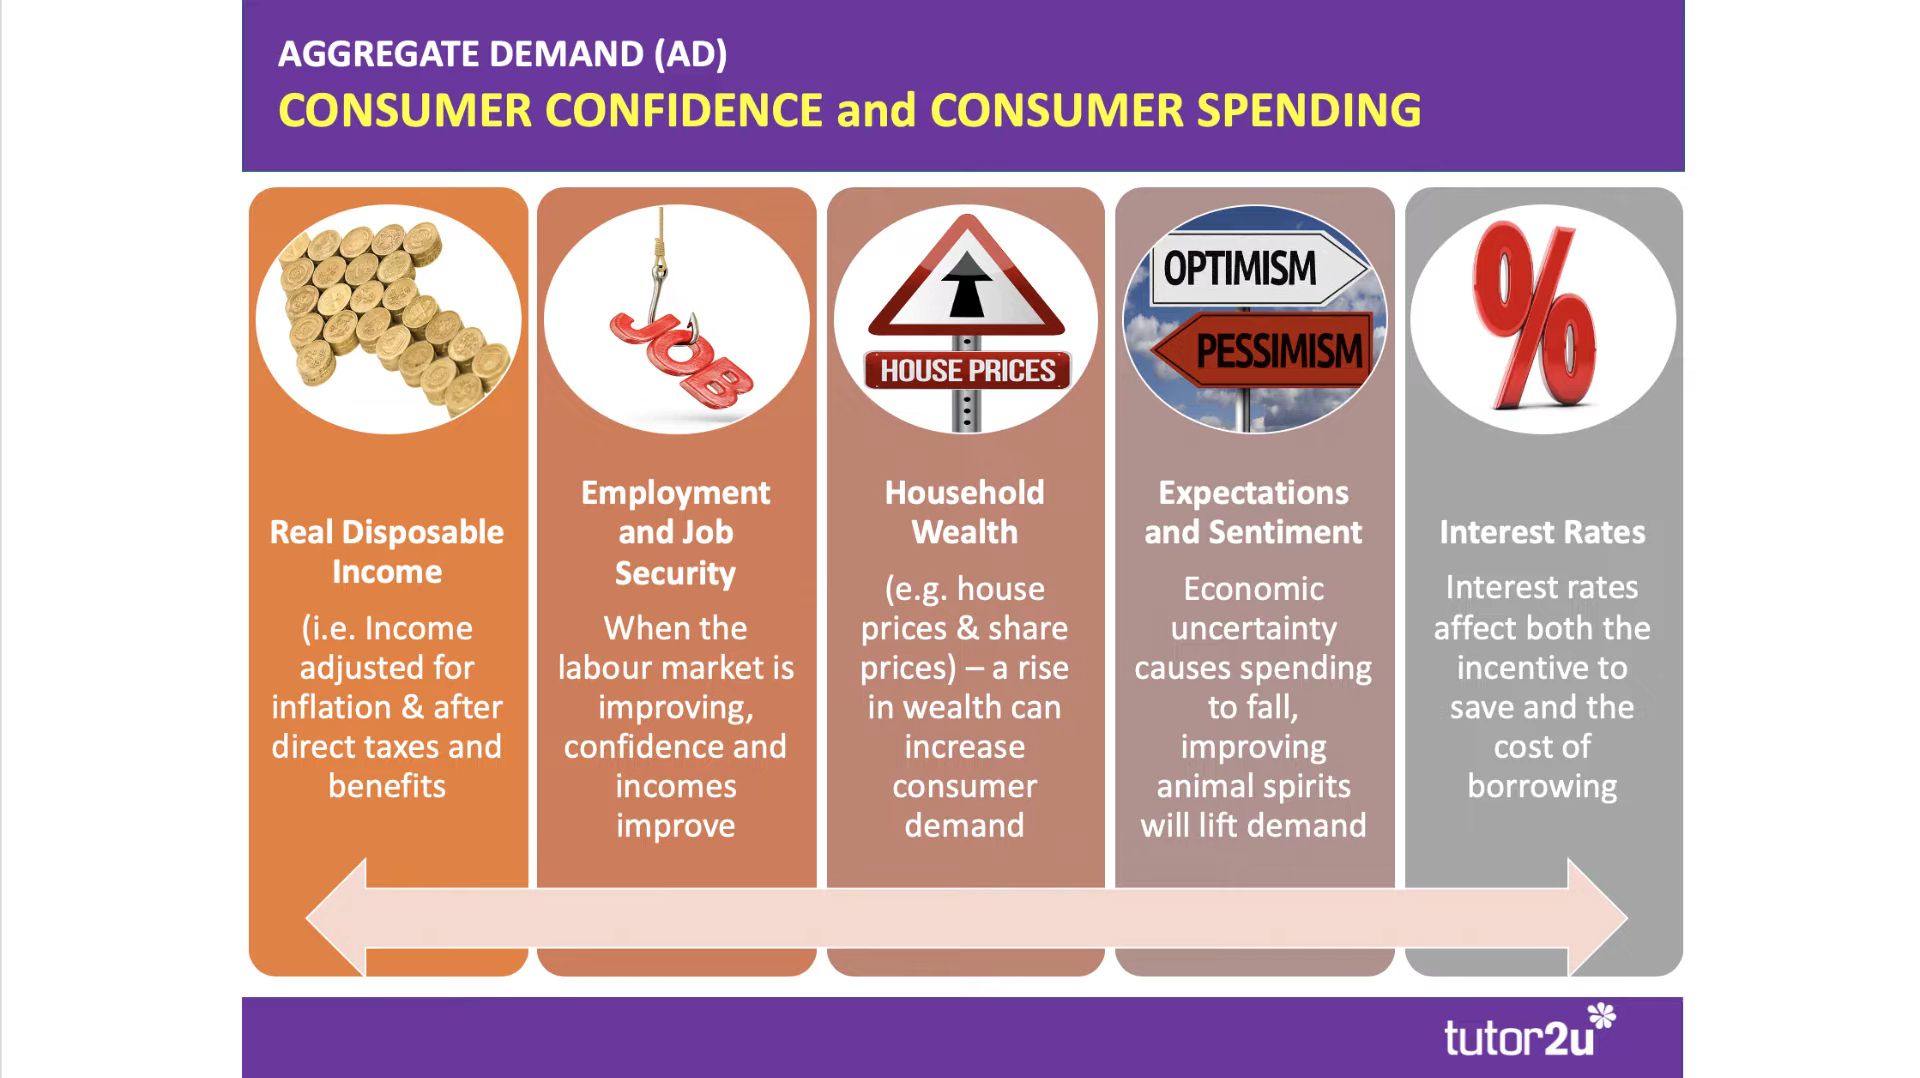 AGGREGATE DEMAND (AD)
CONSUMER CONFIDENCE and CONSUMER SPENDING
Real Disposable
Income
(i.e. Income
adjusted for
inflation & after
direct taxes and
benefits
JOB
Employment
and Job
Security
When the
labour market is
improving,
confidence and
incomes
improve
HOUSE PRICES
Household
Wealth
(e.g. house
prices & share
prices) – a rise
in wealth can
increase
consumer
demand
OPTIMISM
PESSIMISM
Expectations
and Sentiment
Economic
uncertainty
causes spending
to fall,
improving
animal spirits
will lift demand
%
Interest Rates
Interest rates
affect both the
incentive to
save and the
cost of
borrowing
tutor2u